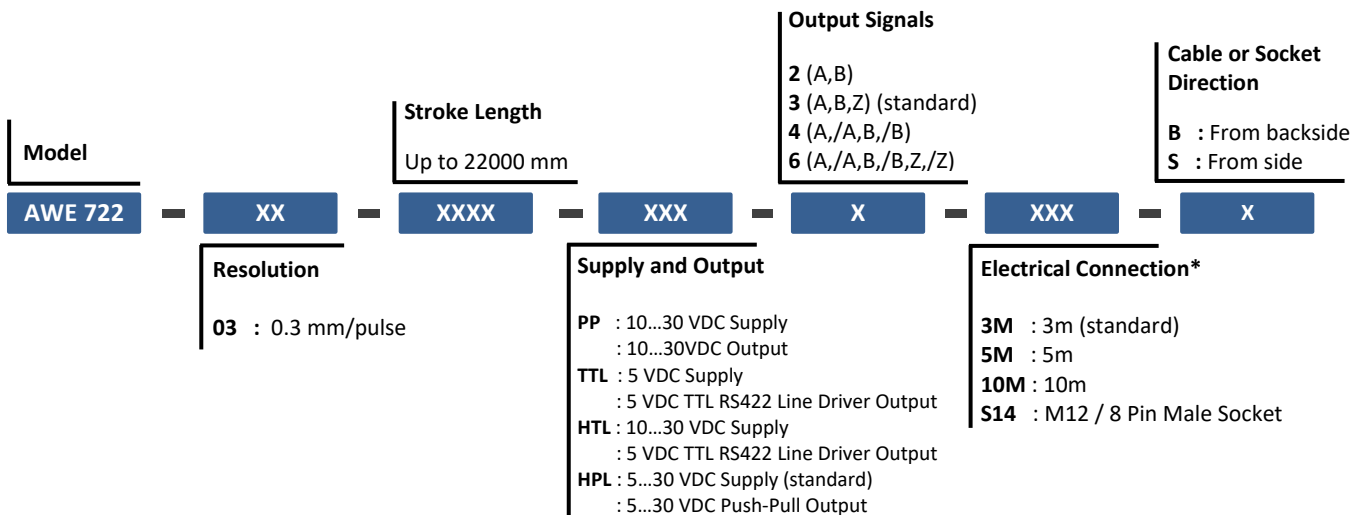 Output Signals
2 (A,B)
3 (A,B,Z) (standard)
4 (A,/A,B,/B)
6 (A,/A,B,/B,Z,/Z)
Cable or Socket
Direction
B : From backside
S : From side
Stroke Length
Up to 22000 mm
Model
AWE 722 – XX – XXXX – XXX – X – XXX – X
Resolution
03 : 0.3 mm/pulse
Supply and Output
PP : 10...30 VDC Supply
: 10...30VDC Output
TTL : 5 VDC Supply
: 5 VDC TTL RS422 Line Driver Output
HTL : 10...30 VDC Supply
: 5 VDC TTL RS422 Line Driver Output
HPL : 5...30 VDC Supply (standard)
: 5...30 VDC Push-Pull Output
Electrical Connection*
3M : 3m (standard)
5M : 5m
10M : 10m
S14 : M12 / 8 Pin Male Socket